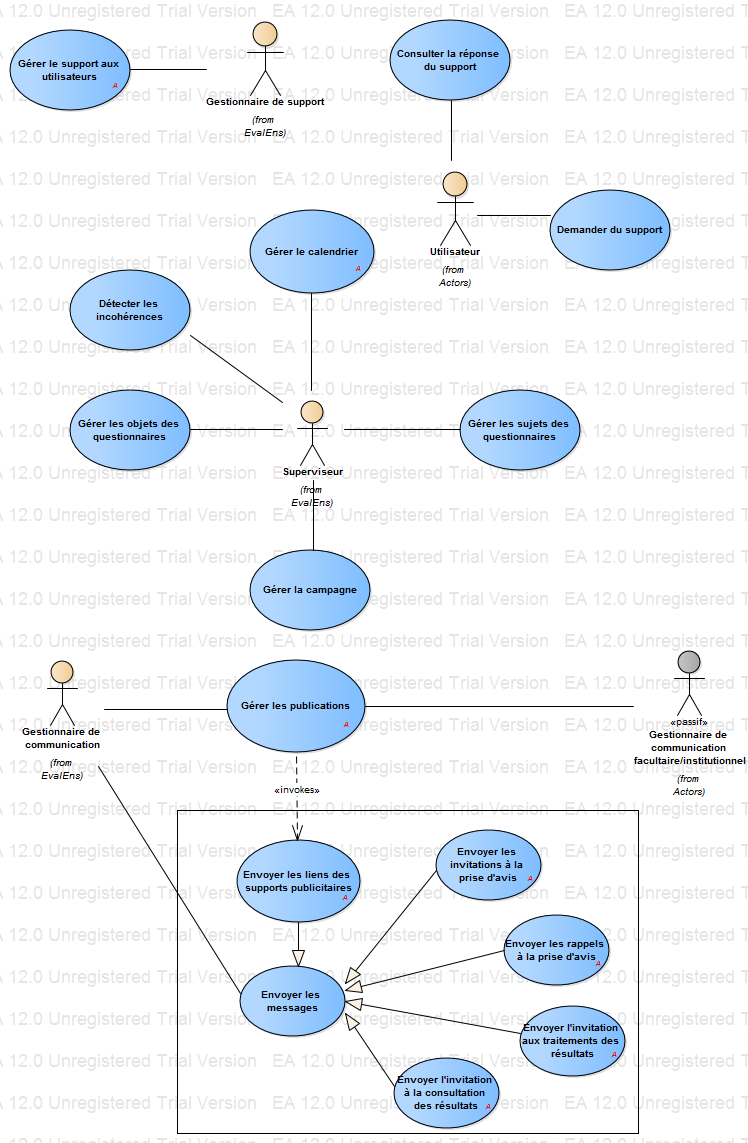 Gérer le support aux
utilisateurs
A
Gestionnaire de support
(from
EvalEns)
Consulter la réponse
du support
Utilisateur
(from
Actors)
Demander du support
Gérer le calendrier
A
Détecter les
incohérences
Gérer les objets des
questionnaires
Superviseur
(from
EvalEns)
Gérer les sujets des
questionnaires
Gérer la campagne
Gestionnaire de
communication
(from
EvalEns)
Gérer les publications
A
«passif»
Gestionnaire de
communication
facultaire/institutionnel
(from
Actors)
«invokes»
Envoyer les liens des
supports publicitaires
A
Envoyer les
invitations à la
prise d'avis
A
Envoyer les rappels
à la prise d'avis
A
Envoyer les
messages
Envoyer l'invitation
aux traitements des
résultats
A
Envoyer l'invitation
à la consultation
des résultats
A
EA 12.0 Unregistered Trial Version